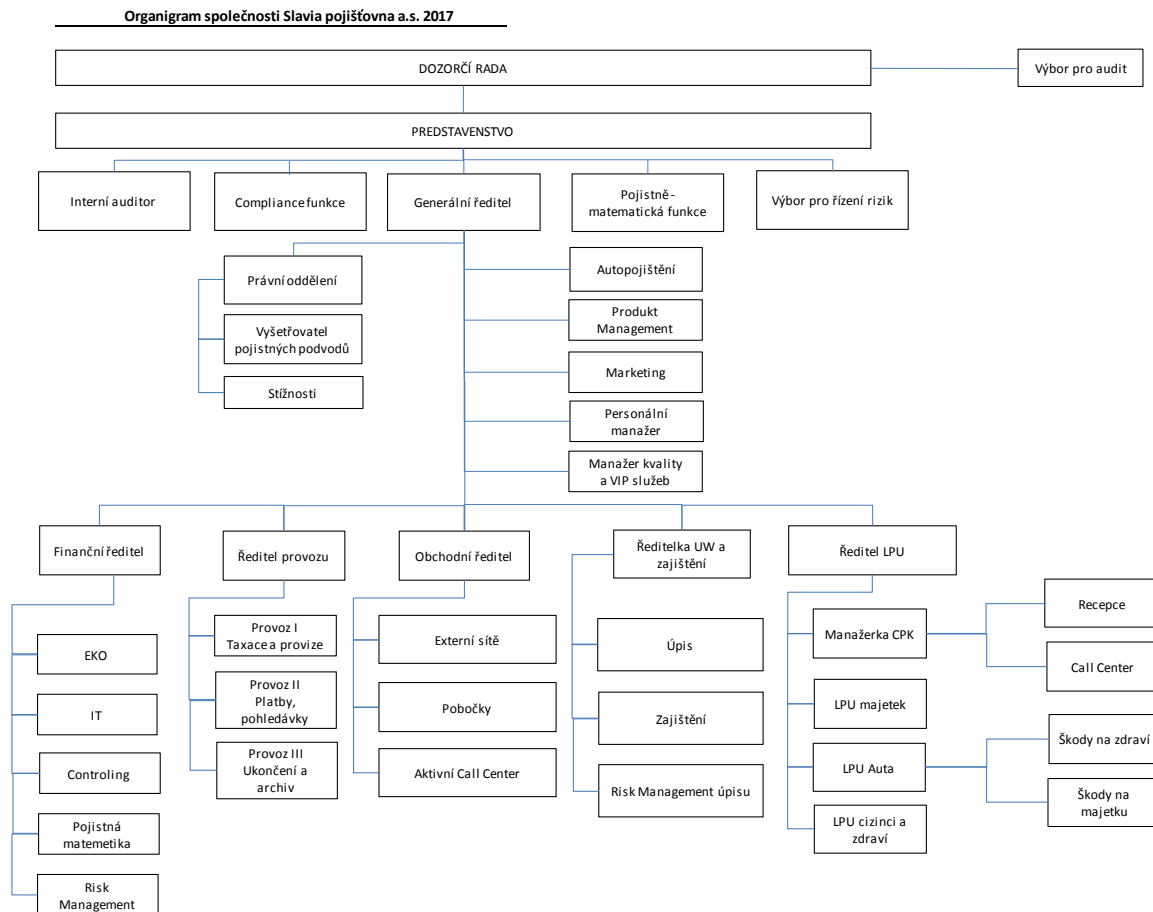 Organigram společnosti Slavia pojišťovna a.s. 2017
DOZORČÍ RADA
Výbor pro audit
PREDSTAVENSTVO
Interní auditor
Compliance funkce
Generální ředitel
Pojistně -
matematická funkce
Výbor pro řízení rizik
Právní oddělení
Vyšetřovatel
pojistných podvodů
Stížnosti
Autopojištění
Produkt
Management
Marketing
Personální
manažer
Manažer kvality
a VIP služeb
Finanční ředitel
Ředitel provozu
Obchodní ředitel
Ředitelka UW a
zajištění
Ředitel LPU
EKO
IT
Controling
Pojistná
matemetika
Risk
Management
Provoz I
Taxace a provize
Provoz II
Platby,
pohledávky
Provoz III
Ukončení a
archiv
Externí sítě
Pobočky
Aktivní Call Center
Úpis
Zajištění
Risk Management úpisu
Manažerka CPK
LPU majetek
LPU Auta
LPU cizinci a
zdraví
Recepce
Call Center
Škody na zdraví
Škody na
majetku